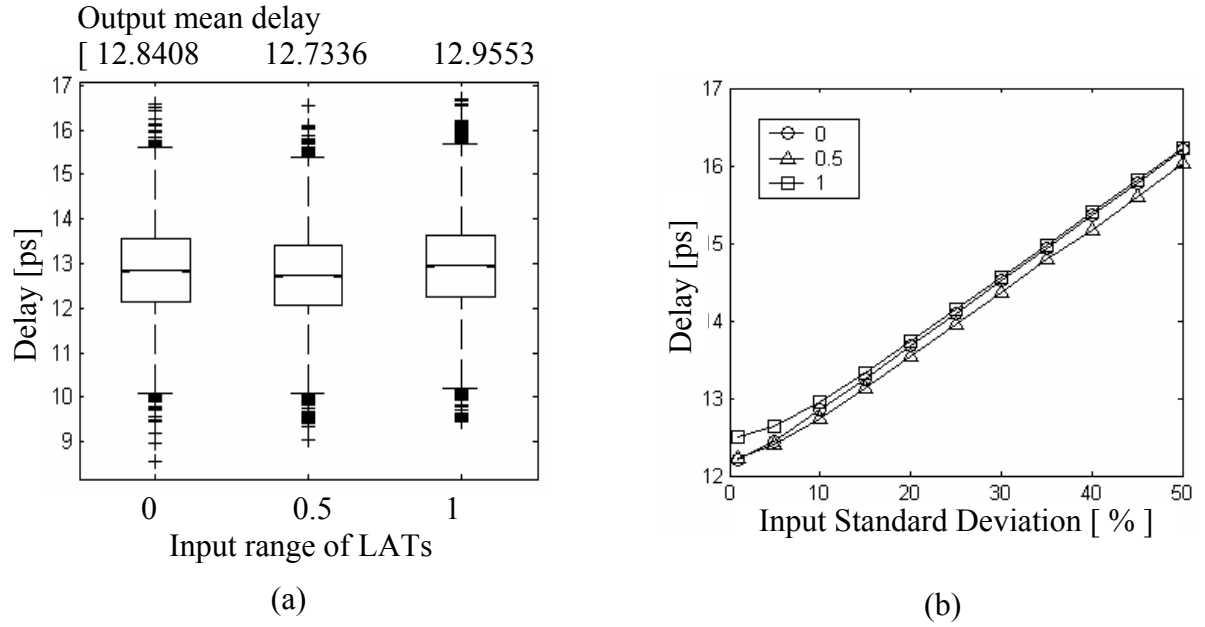 Output mean delay
[ 12.8408 12.7336 12.9553
17
16
15
14
13
12
11
10
9
Delay [ps]
0 0.5 1
Input range of LATs
(a)
17
16
15
14
13
12
Delay [ps]
0
0.5
1
0 10 20 30 40 50
Input Standard Deviation [ % ]
(b)